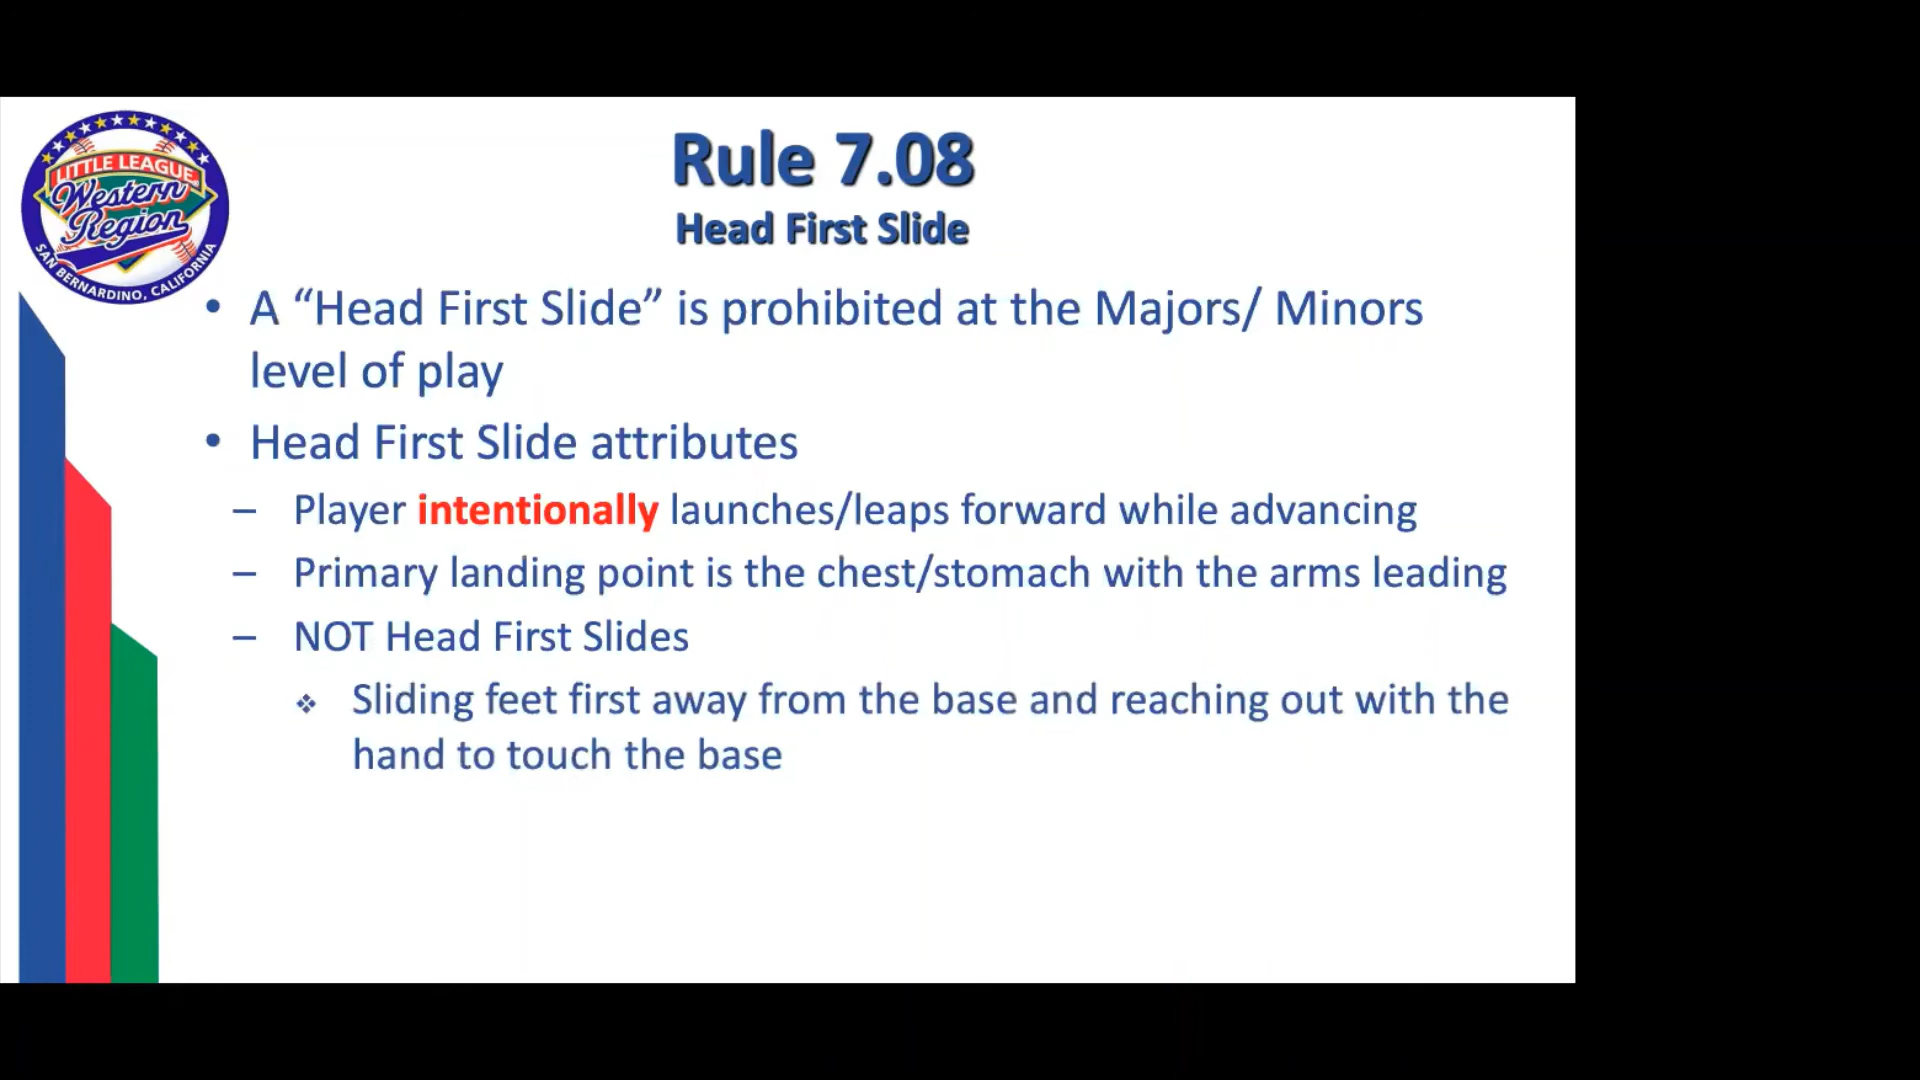 LITTLE LEAGUE
Western
Region
SAN BERNARDINO, CALIFORNIA
Rule 7.08
Head First Slide
• A “Head First Slide” is prohibited at the Majors/ Minors
level of play
• Head First Slide attributes
– Player intentionally launches/leaps forward while advancing
– Primary landing point is the chest/stomach with the arms leading
– NOT Head First Slides
❖ Sliding feet first away from the base and reaching out with the
hand to touch the base